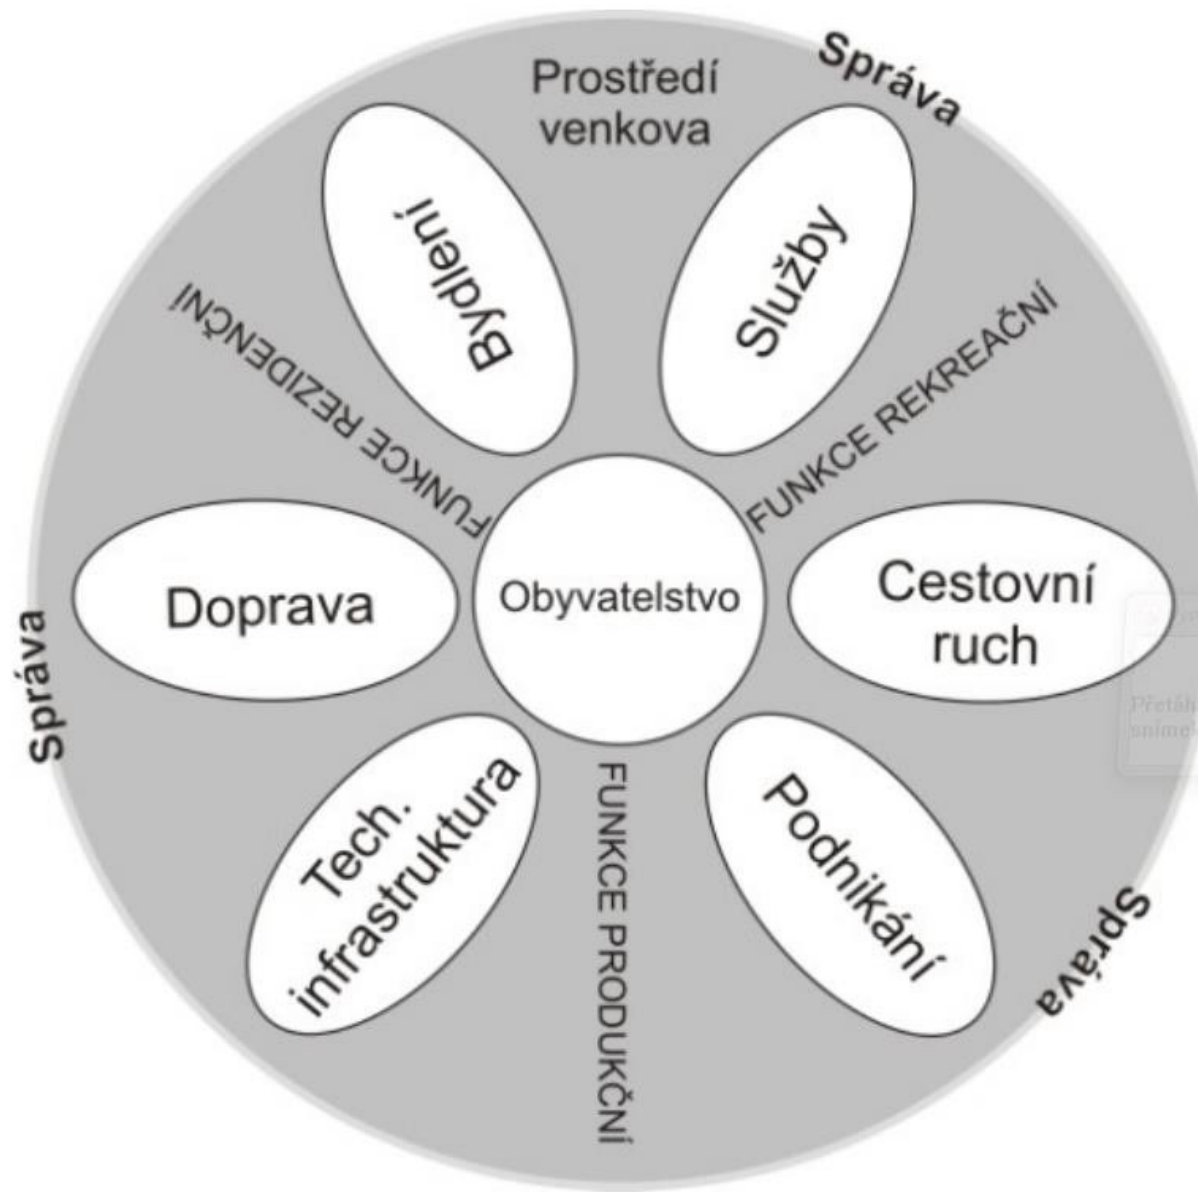 Prostředí
venkova
Správa
Bydlení
Služby
FUNKCE REZIDENČNÍ
FUNKCE REKREAČNÍ
Doprava
Obyvatelstvo
Cestovní
ruch
Správa
Tech.
infrastruktura
FUNKCE PRODUKČNÍ
Podnikání
Správa